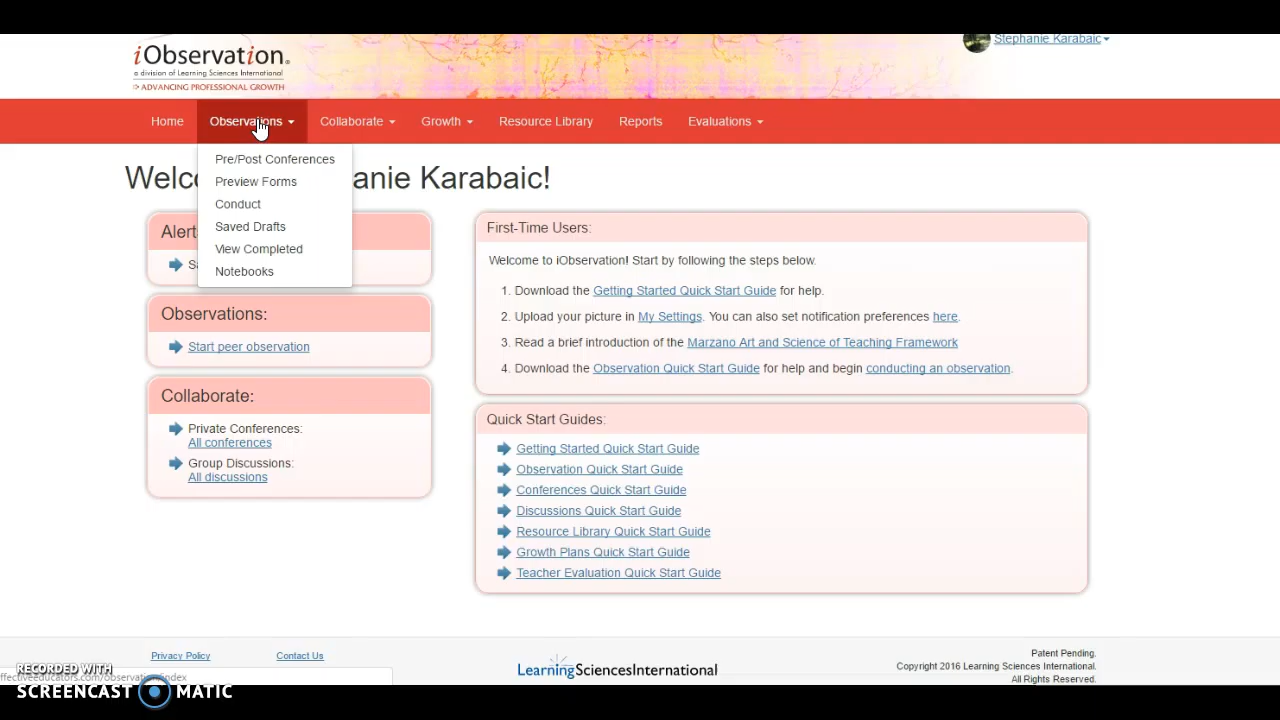 iObservation®
a division of Learning Sciences International
ADVANCING PROFESSIONAL GROWTH
Stephanie Karabaic
Home Observations Collaborate Growth Resource Library Reports Evaluations
Pre/Post Conferences
Preview Forms
Conduct
Saved Drafts
View Completed
Notebooks
Welco anie Karabaic!
Alert
Sa
Observations:
Start peer observation
Collaborate:
Private Conferences:
All conferences
Group Discussions:
All discussions
First-Time Users:
Welcome to iObservation! Start by following the steps below.
1. Download the Getting Started Quick Start Guide for help.
2. Upload your picture in My Settings. You can also set notification preferences here.
3. Read a brief introduction of the Marzano Art and Science of Teaching Framework
4. Download the Observation Quick Start Guide for help and begin conducting an observation.
Quick Start Guides:
Getting Started Quick Start Guide
Observation Quick Start Guide
Conferences Quick Start Guide
Discussions Quick Start Guide
Resource Library Quick Start Guide
Growth Plans Quick Start Guide
Teacher Evaluation Quick Start Guide
Privacy Policy Contact Us
LearningSciencesInternational
Patent Pending.
Copyright 2016 Learning Sciences International.
All Rights Reserved.
ffectiveeducators.com/observation/index
RECORDED WITH
SCREENCAST MATIC